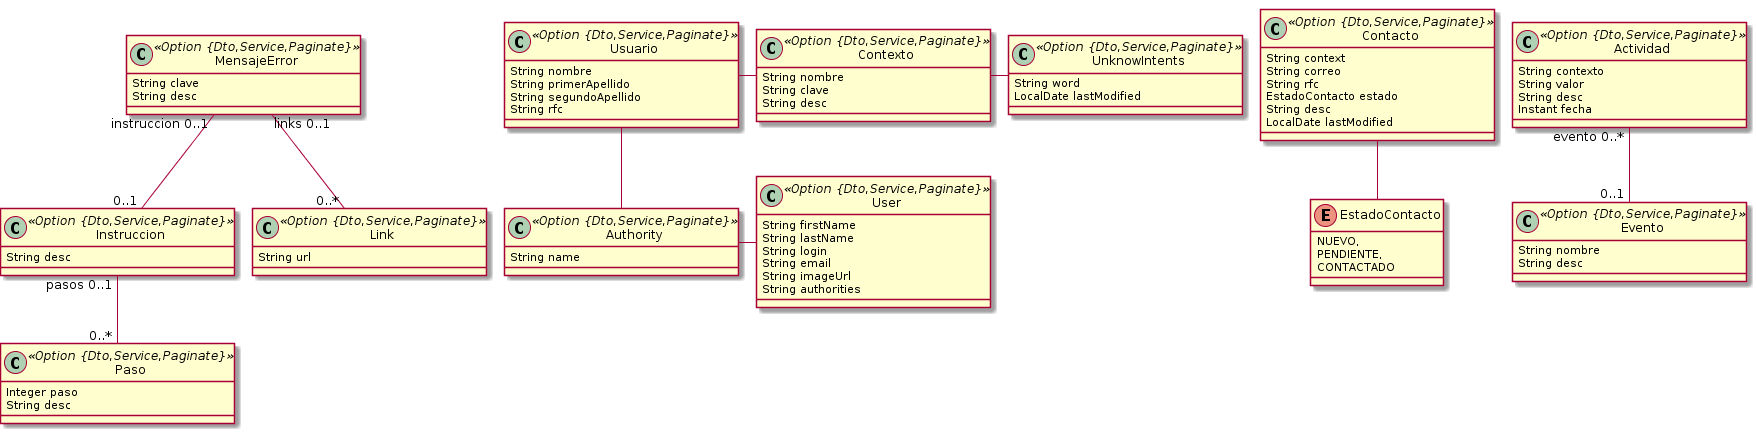 C «Option {Dto,Service,Paginate}»
MensajeError
String clave
String desc
instruccion 0..1
links 0..1
0..1
0..*
C «Option {Dto,Service,Paginate}»
Instruccion
String desc
pasos 0..1
0..*
C «Option {Dto,Service,Paginate}»
Link
String url
C «Option {Dto,Service,Paginate}»
Paso
Integer paso
String desc
C «Option {Dto,Service,Paginate}»
Usuario
String nombre
String primerApellido
String segundoApellido
String rfc
C «Option {Dto,Service,Paginate}»
Contexto
String nombre
String clave
String desc
C «Option {Dto,Service,Paginate}»
UnknowIntents
String word
LocalDate lastModified
C «Option {Dto,Service,Paginate}»
Authority
String name
C «Option {Dto,Service,Paginate}»
User
String firstName
String lastName
String login
String email
String imageUrl
String authorities
C «Option {Dto,Service,Paginate}»
Contacto
String context
String correo
String rfc
EstadoContacto estado
String desc
LocalDate lastModified
E EstadoContacto
NUEVO,
PENDIENTE,
CONTACTADO
C «Option {Dto,Service,Paginate}»
Actividad
String contexto
String valor
String desc
Instant fecha
evento 0..*
0..1
C «Option {Dto,Service,Paginate}»
Evento
String nombre
String desc